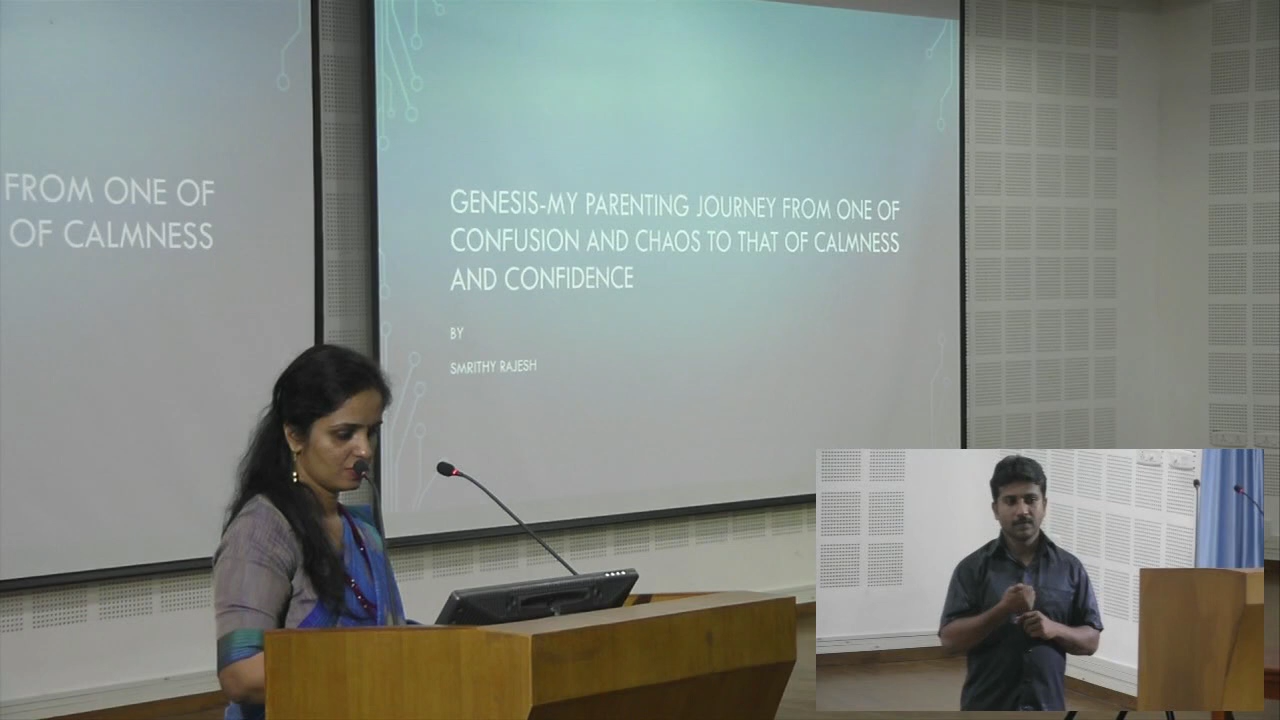 FROM ONE OF
OF CALMNESS
GENESIS-MY PARENTING JOURNEY FROM ONE OF
CONFUSION AND CHAOS TO THAT OF CALMNESS
AND CONFIDENCE
BY
SMRITHY RAJESH